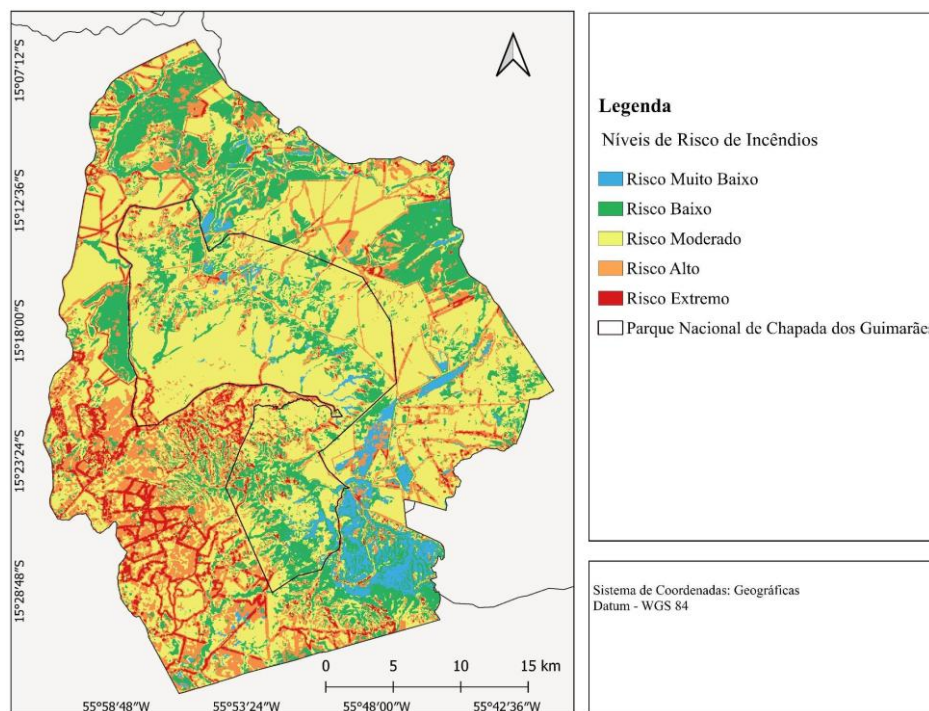 15°07'12"S
15°12'36"S
15°18'00"S
15°23'24"S
15°28'48"S
0 5 10 15 km
55°58'48"W 55°53'24"W 55°48'00"W 55°42'36"W
Legenda
Níveis de Risco de Incêndios
Risco Muito Baixo
Risco Baixo
Risco Moderado
Risco Alto
Risco Extremo
Parque Nacional de Chapada dos Guimarães
Sistema de Coordenadas: Geográficas
Datum - WGS 84